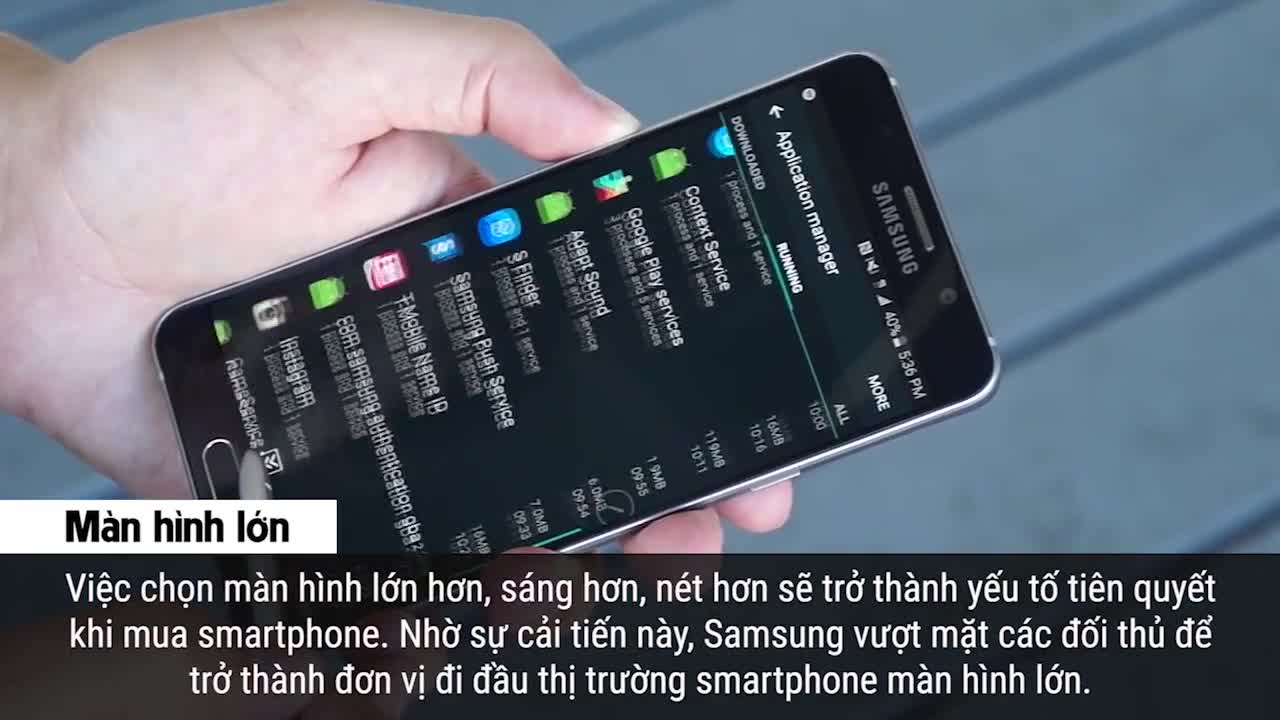 SAMSUNG
40% 5:36 PM
Application manager
MORE
DOWNLOADED
RUNNING
ALL
1 process and 1 service
10:00
Context Service
16MB
1 process and 1 service
10:16
Google Play services
119MB
processes and 5 services
10:11
Adapt Sound
1.9MB
1 process and 1 service
09:55
S Finder
6.0MB
1 process and 1 service
09:54
Samsung Push Service
7.0MB
1 process and 1 service
09:33
T-Mobile Name ID
16MB
1 process and 1 service
com.samsung.authentication
1 process and 1 service
Instagram
1 process and 1 service
Màn hình lớn
Việc chọn màn hình lớn hơn, sáng hơn, nét hơn sẽ trở thành yếu tố tiên quyết
khi mua smartphone. Nhờ sự cải tiến này, Samsung vượt mặt các đối thủ để
trở thành đơn vị đi đầu thị trường smartphone màn hình lớn.